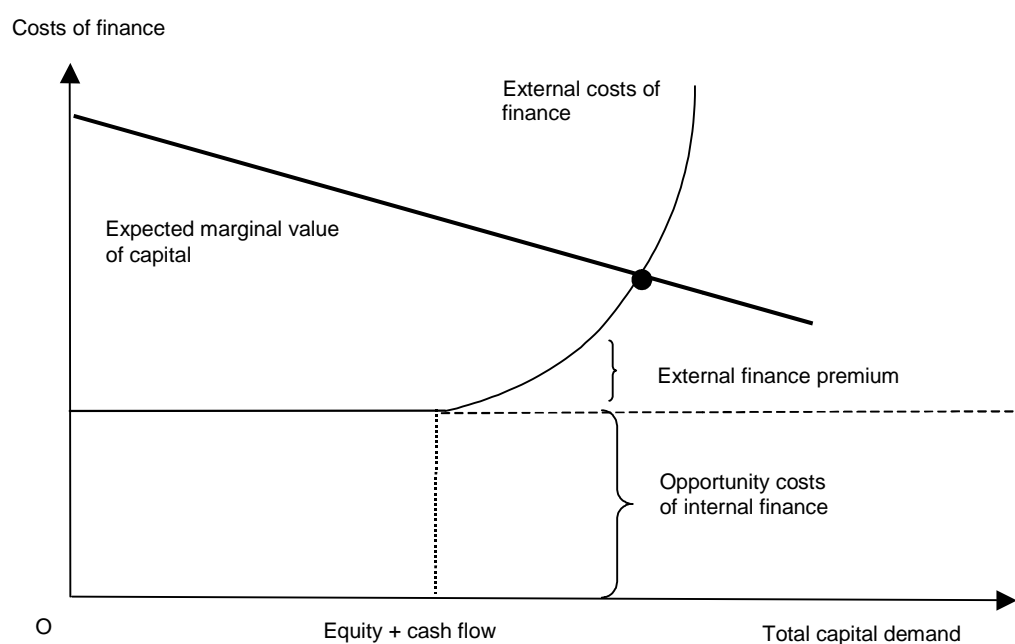 Costs of finance
External costs of
finance
Expected marginal value
of capital
External finance premium
Opportunity costs
of internal finance
O
Equity + cash flow
Total capital demand